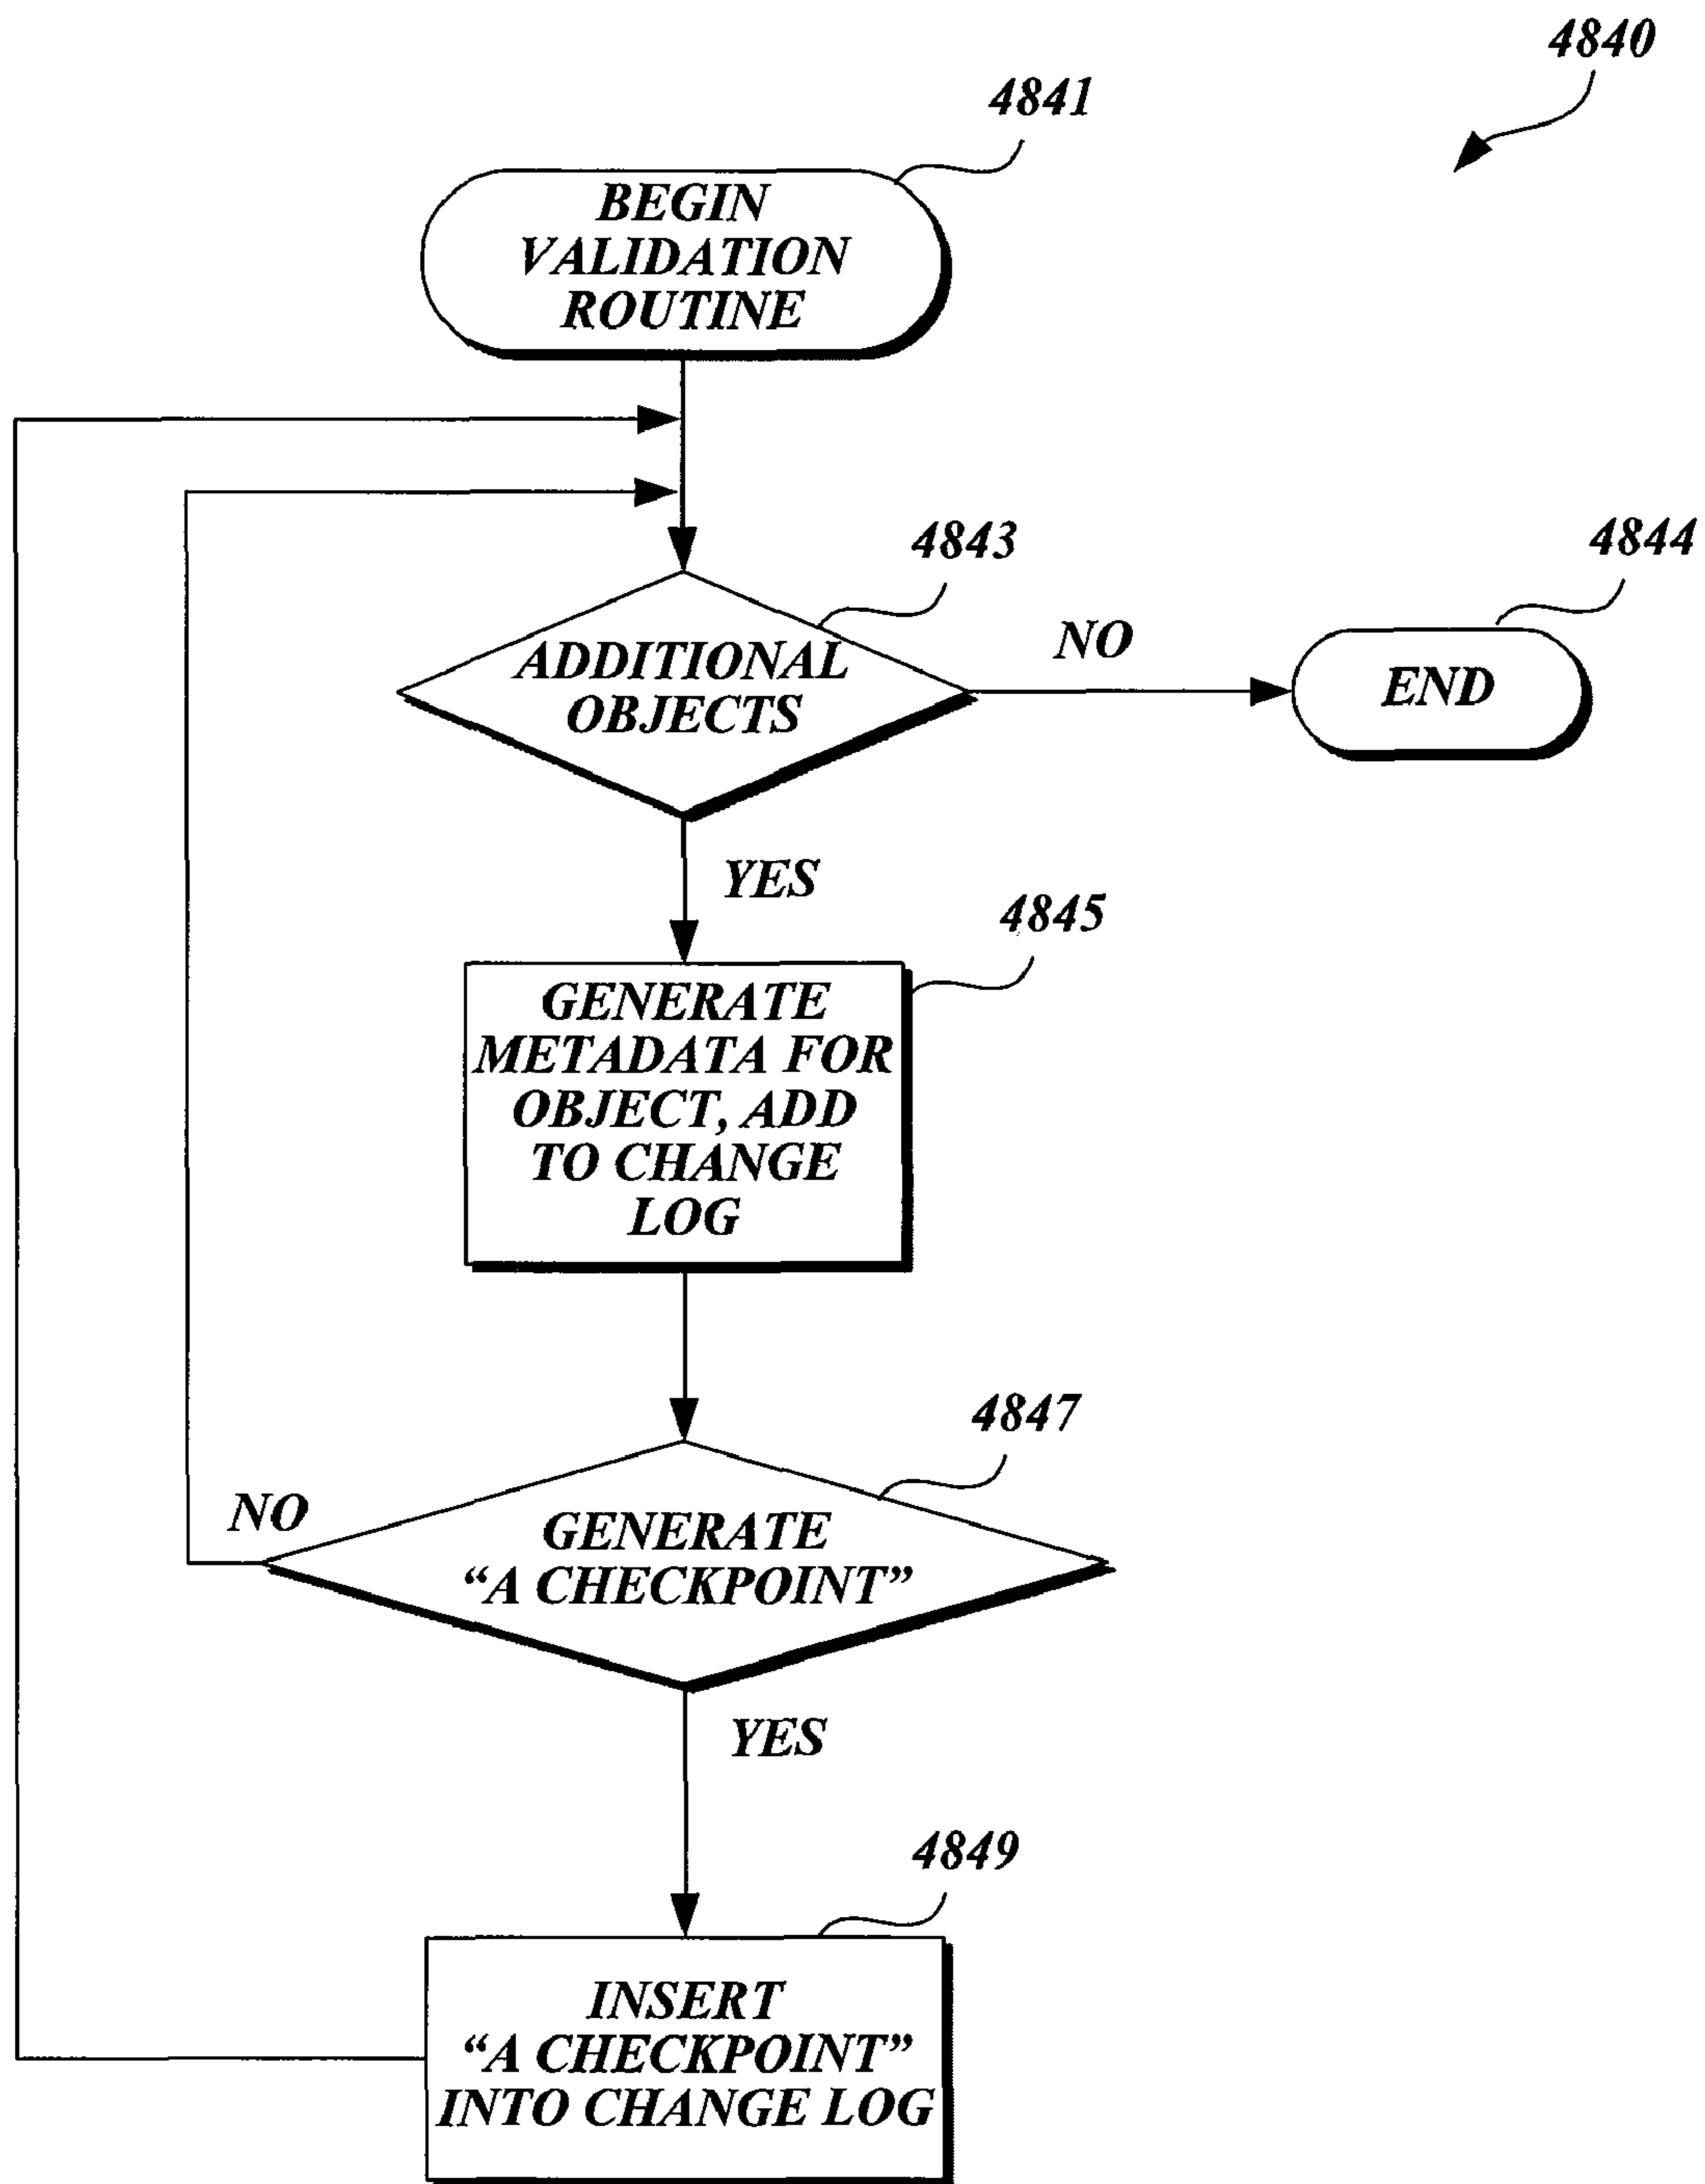 4840
4841
BEGIN
VALIDATION
ROUTINE
4843
ADDITIONAL
OBJECTS
NO
4844
END
YES
4845
GENERATE
METADATA FOR
OBJECT, ADD
TO CHANGE
LOG
4847
NO
GENERATE
“A CHECKPOINT”
YES
4849
INSERT
“A CHECKPOINT”
INTO CHANGE LOG